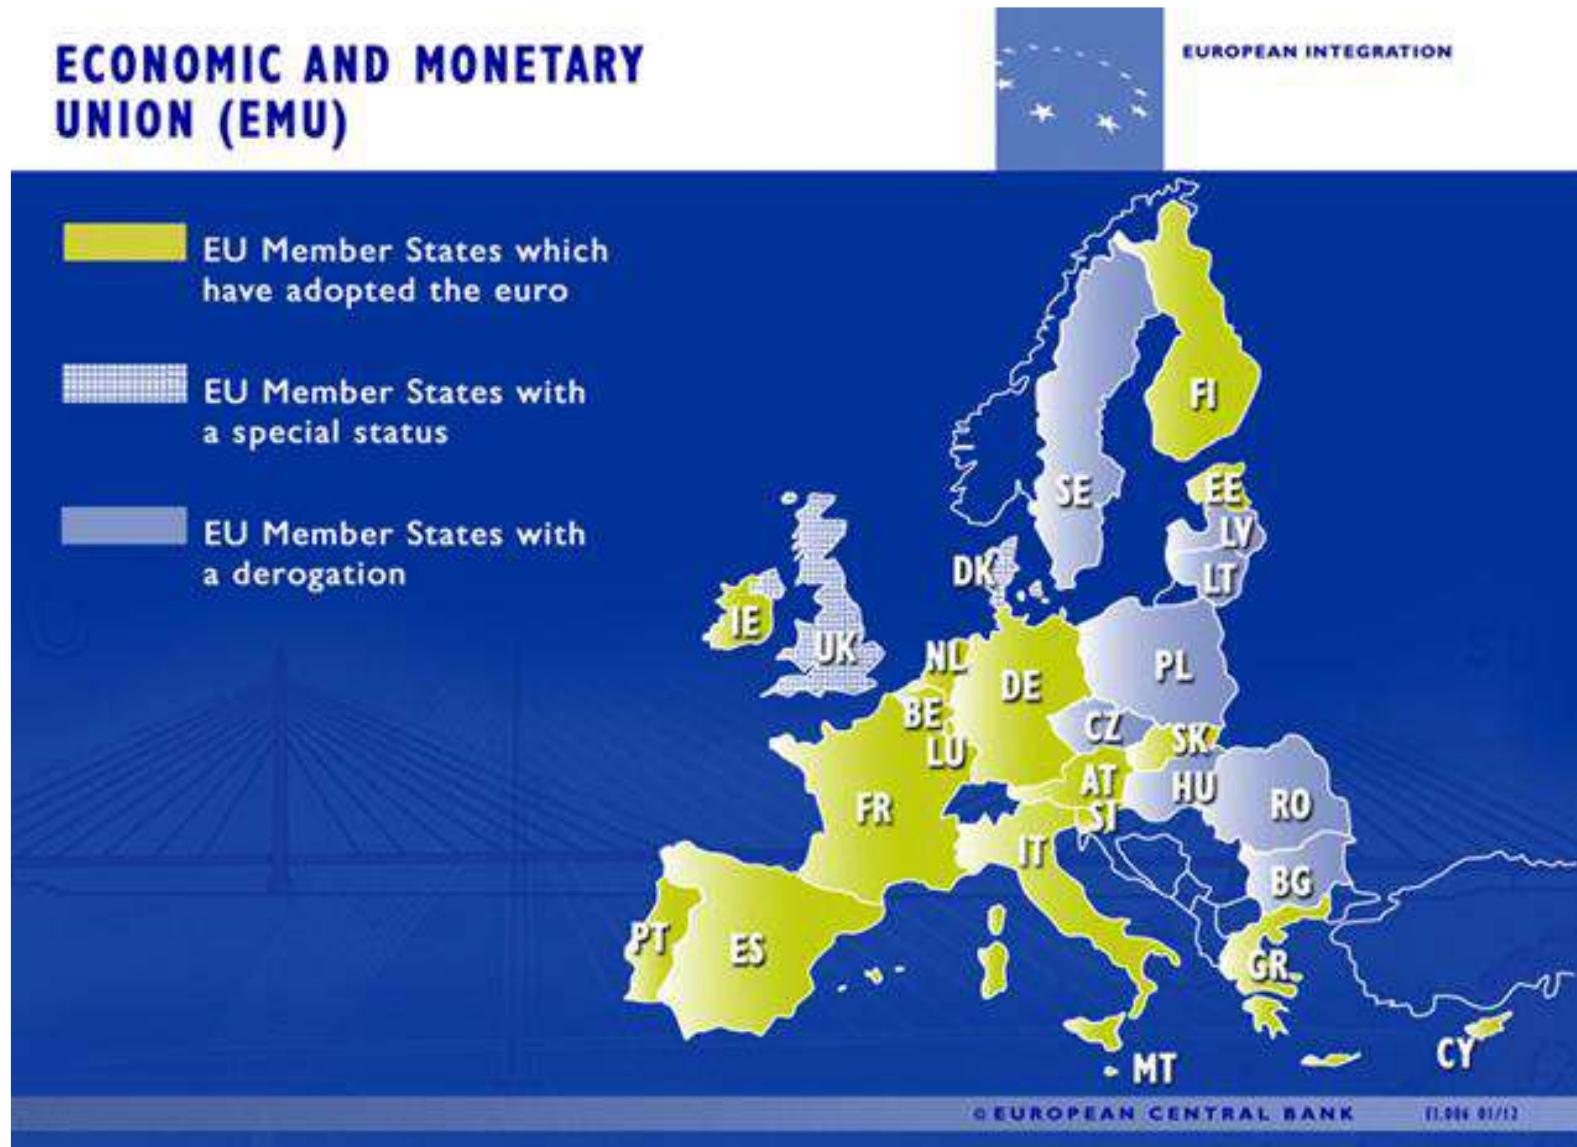 ECONOMIC AND MONETARY
UNION (EMU)
EUROPEAN INTEGRATION
EU Member States which
have adopted the euro
EU Member States with
a special status
EU Member States with
a derogation
FI
SE
EE
LV
LT
DK
IE
UK
NL
DE
PL
BE
CZ
LU
SK
AT
HU
FR
SI
RO
IT
BG
PT
ES
GR
CY
MT
© EUROPEAN CENTRAL BANK